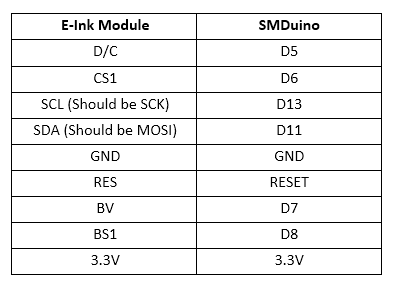 E-Ink Module SMDuino
D/C D5
CS1 D6
SCL (Should be SCK) D13
SDA (Should be MOSI) D11
GND GND
RES RESET
BV D7
BS1 D8
3.3V 3.3V